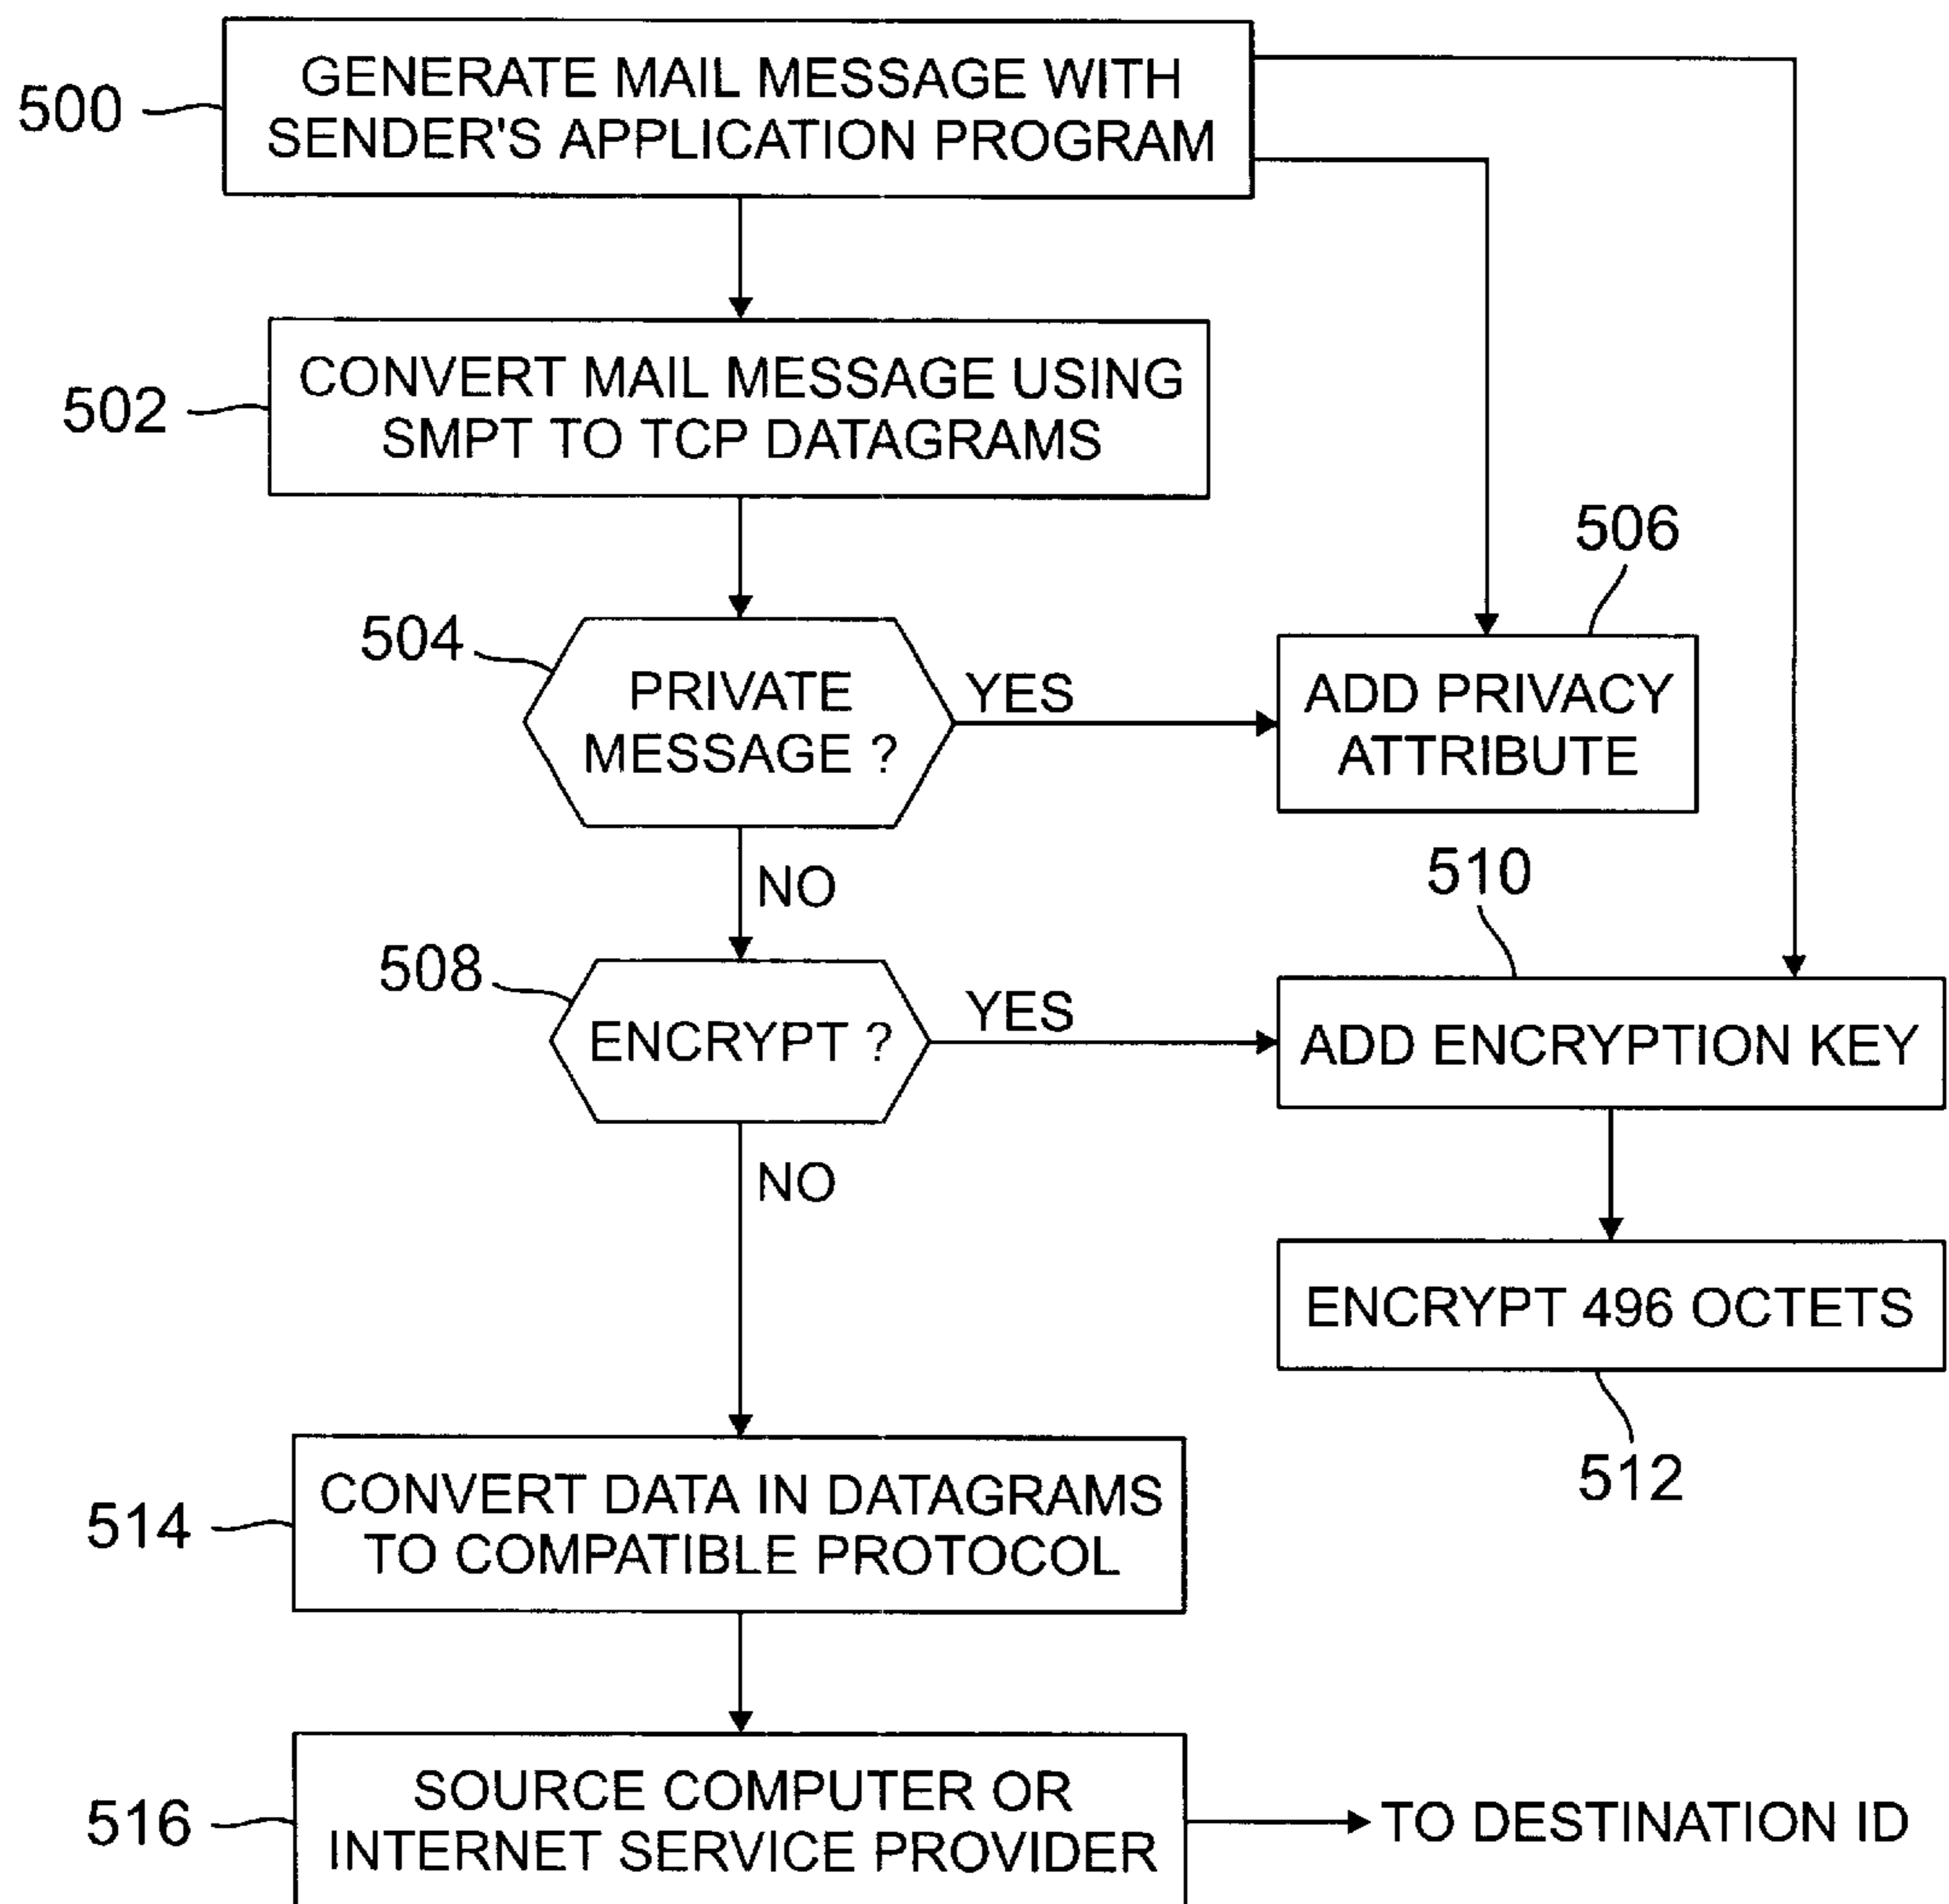 500
GENERATE MAIL MESSAGE WITH
SENDER'S APPLICATION PROGRAM
502
CONVERT MAIL MESSAGE USING
SMPT TO TCP DATAGRAMS
504
PRIVATE
MESSAGE ?
YES
506
ADD PRIVACY
ATTRIBUTE
NO
508
ENCRYPT ?
YES
510
ADD ENCRYPTION KEY
NO
ENCRYPT 496 OCTETS
512
514
CONVERT DATA IN DATAGRAMS
TO COMPATIBLE PROTOCOL
516
SOURCE COMPUTER OR
INTERNET SERVICE PROVIDER
TO DESTINATION ID